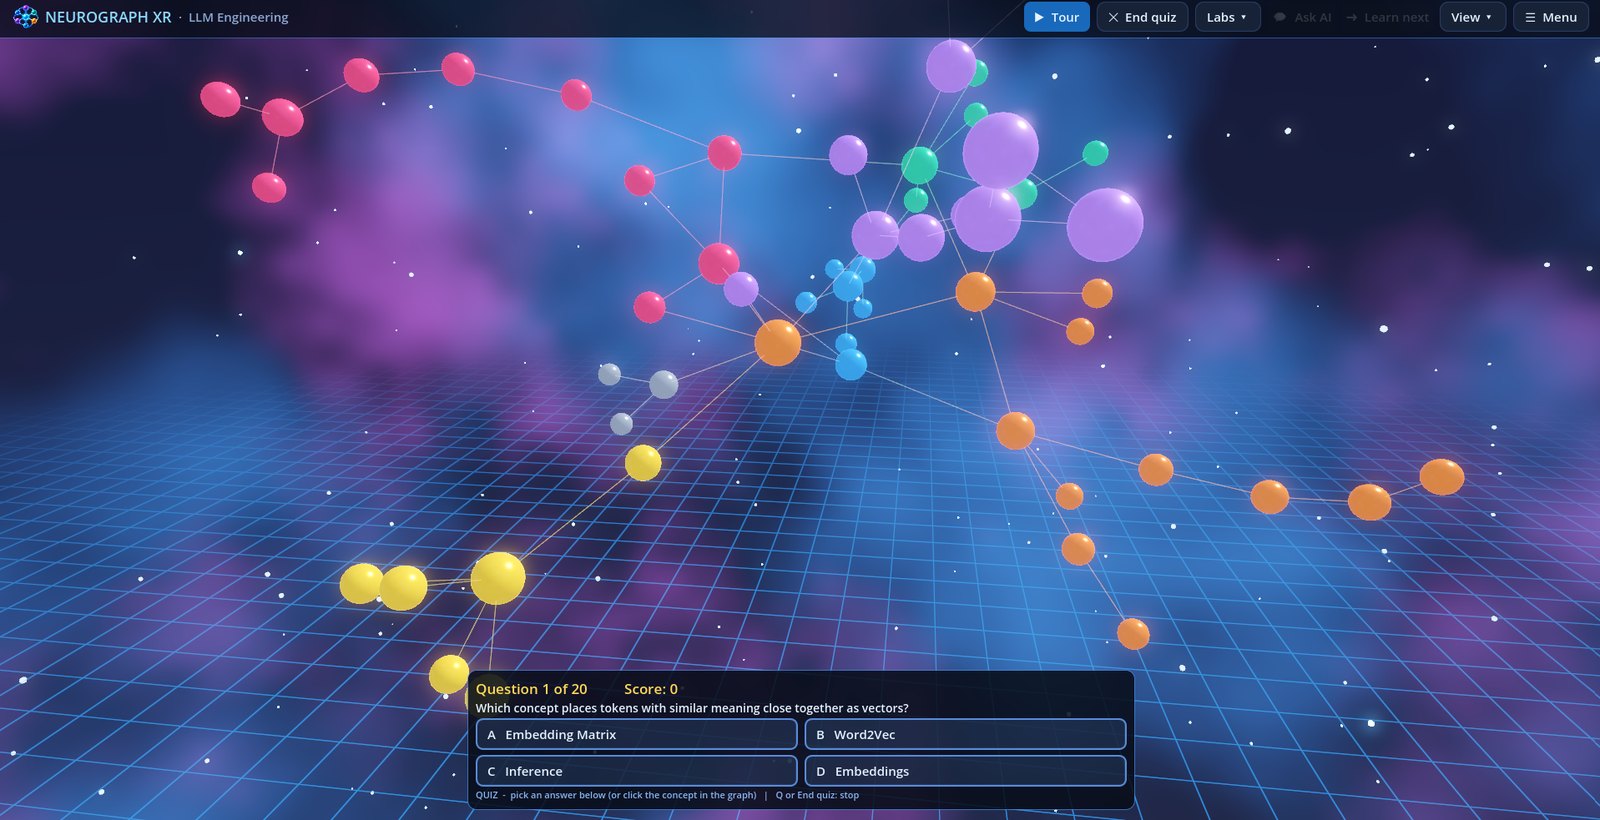 NEUROGRAPH XR · LLM Engineering
Tour
End quiz
Labs
Ask AI
Learn next
View
Menu
Question 1 of 20 Score: 0
Which concept places tokens with similar meaning close together as vectors?
A Embedding Matrix
B Word2Vec
C Inference
D Embeddings
QUIZ - pick an answer below (or click the concept in the graph) | Q or End quiz: stop